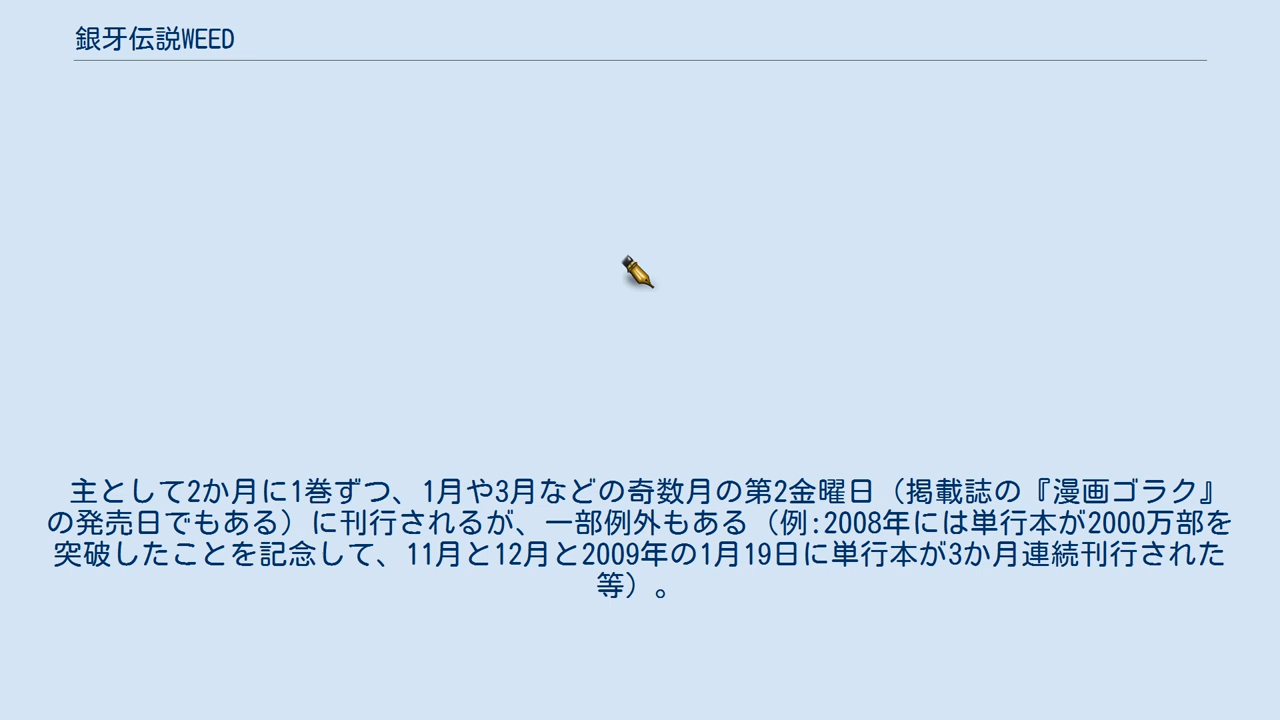 銀牙伝説WEED
主として2か月に1巻ずつ、1月や3月などの奇数月の第2金曜日（掲載誌の『漫画ゴラク』
の発売日でもある）に刊行されるが、一部例外もある（例:2008年には単行本が2000万部を
突破したことを記念して、11月と12月と2009年の1月19日に単行本が3か月連続刊行された
等）。